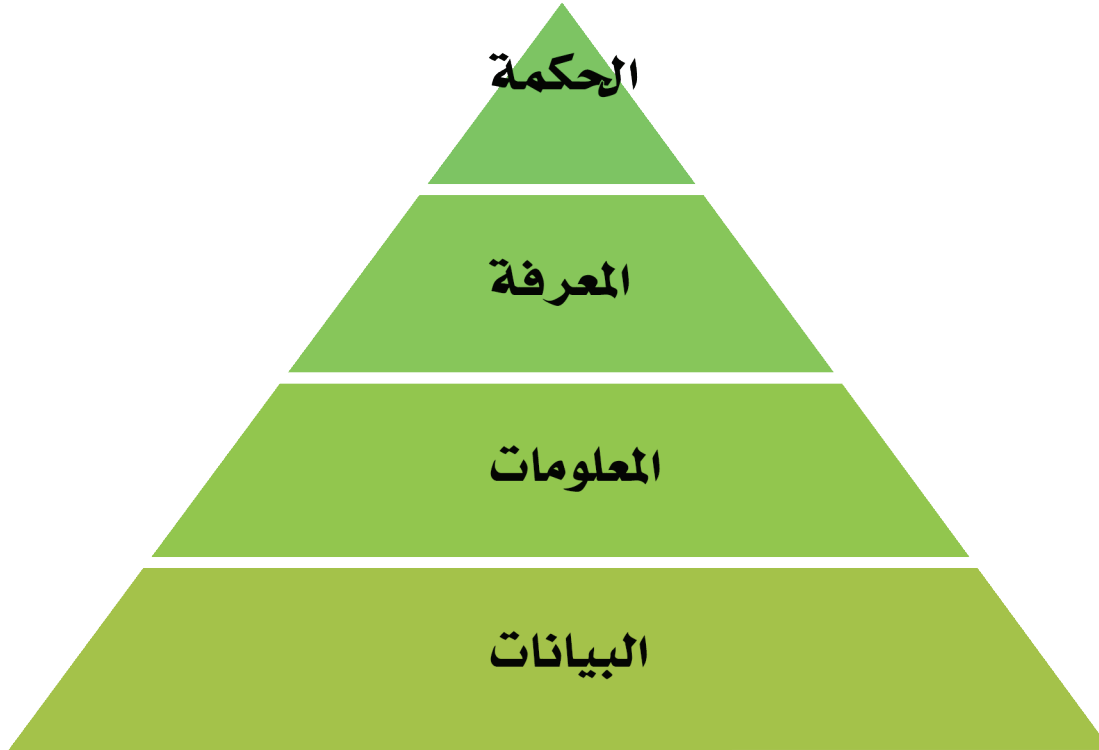 الحكمة
المعرفة
المعلومات
البيانات